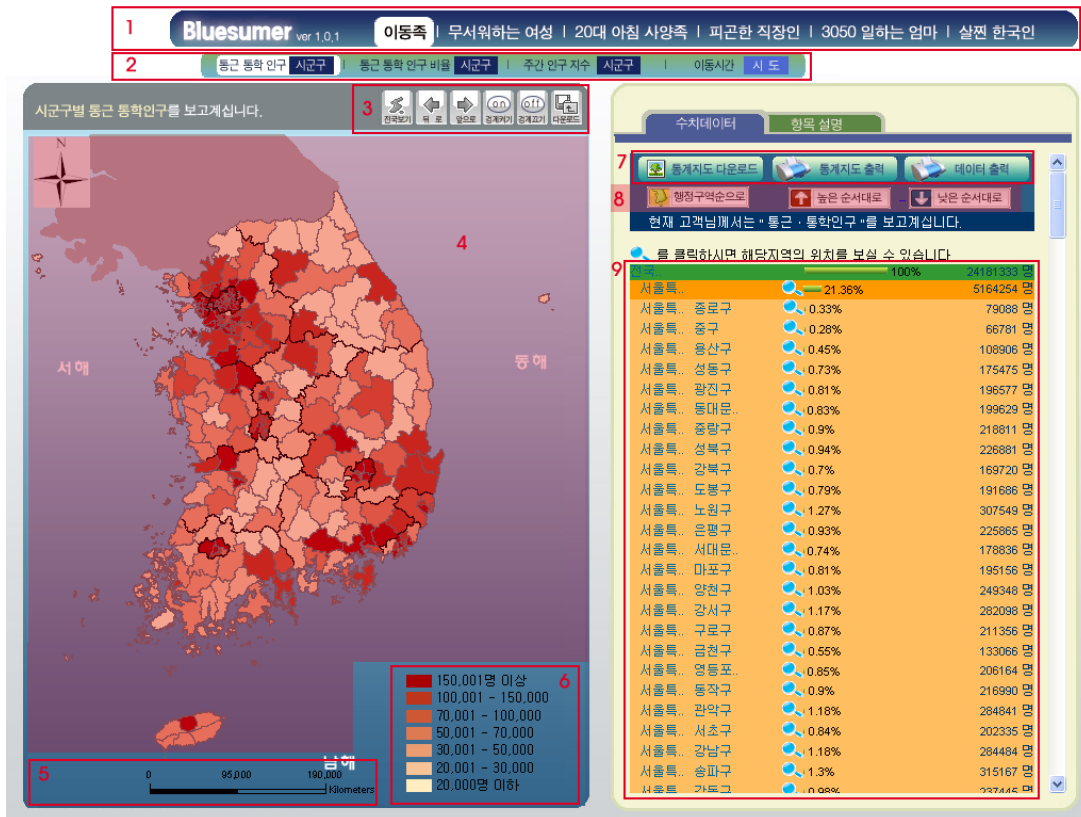 1 Bluesumer ver 1,0,1 이동족 | 무서워하는 여성 | 20대 아침 사양족 | 피곤한 직장인 | 3050 일하는 엄마 | 살찐 한국인
2 통근 통학 인구 시군구 | 통근 통학 인구 비율 시군구 | 주간 인구 지수 시군구 | 이동시간 시 도
시군구별 통근 통학인구를 보고계십니다.
3 전국보기 뒤 로 앞으로 on 경계키기 off 경계끄기 다운로드
N
4
서해
동해
남해
5
0 95,000 190,000
Kilometers
6
150,001명 이상
100,001 - 150,000
70,001 - 100,000
50,001 - 70,000
30,001 - 50,000
20,001 - 30,000
20,000명 이하
수치데이터 항목 설명
7 통계지도 다운로드 통계지도 출력 데이터 출력
8 행정구역순으로 높은 순서대로 낮은 순서대로
현재 고객님께서는 " 통근 · 통학인구 "를 보고계십니다.
를 클릭하시면 해당지역의 위치를 보실 수 있습니다
9
전국.. 100% 24181333 명
서울특.. 21.36% 5164254 명
서울특.. 종로구 0.33% 79088 명
서울특.. 중구 0.28% 66781 명
서울특.. 용산구 0.45% 108906 명
서울특.. 성동구 0.73% 175475 명
서울특.. 광진구 0.81% 196577 명
서울특.. 동대문.. 0.83% 199629 명
서울특.. 중랑구 0.9% 218811 명
서울특.. 성북구 0.94% 226881 명
서울특.. 강북구 0.7% 169720 명
서울특.. 도봉구 0.79% 191686 명
서울특.. 노원구 1.27% 307549 명
서울특.. 은평구 0.93% 225865 명
서울특.. 서대문.. 0.74% 178836 명
서울특.. 마포구 0.81% 195156 명
서울특.. 양천구 1.03% 249348 명
서울특.. 강서구 1.17% 282098 명
서울특.. 구로구 0.87% 211356 명
서울특.. 금천구 0.55% 133066 명
서울특.. 영등포.. 0.85% 206164 명
서울특.. 동작구 0.9% 216990 명
서울특.. 관악구 1.18% 284841 명
서울특.. 서초구 0.84% 202335 명
서울특.. 강남구 1.18% 284484 명
서울특.. 송파구 1.3% 315167 명
서울특.. 강동구 0.98% 237445 명